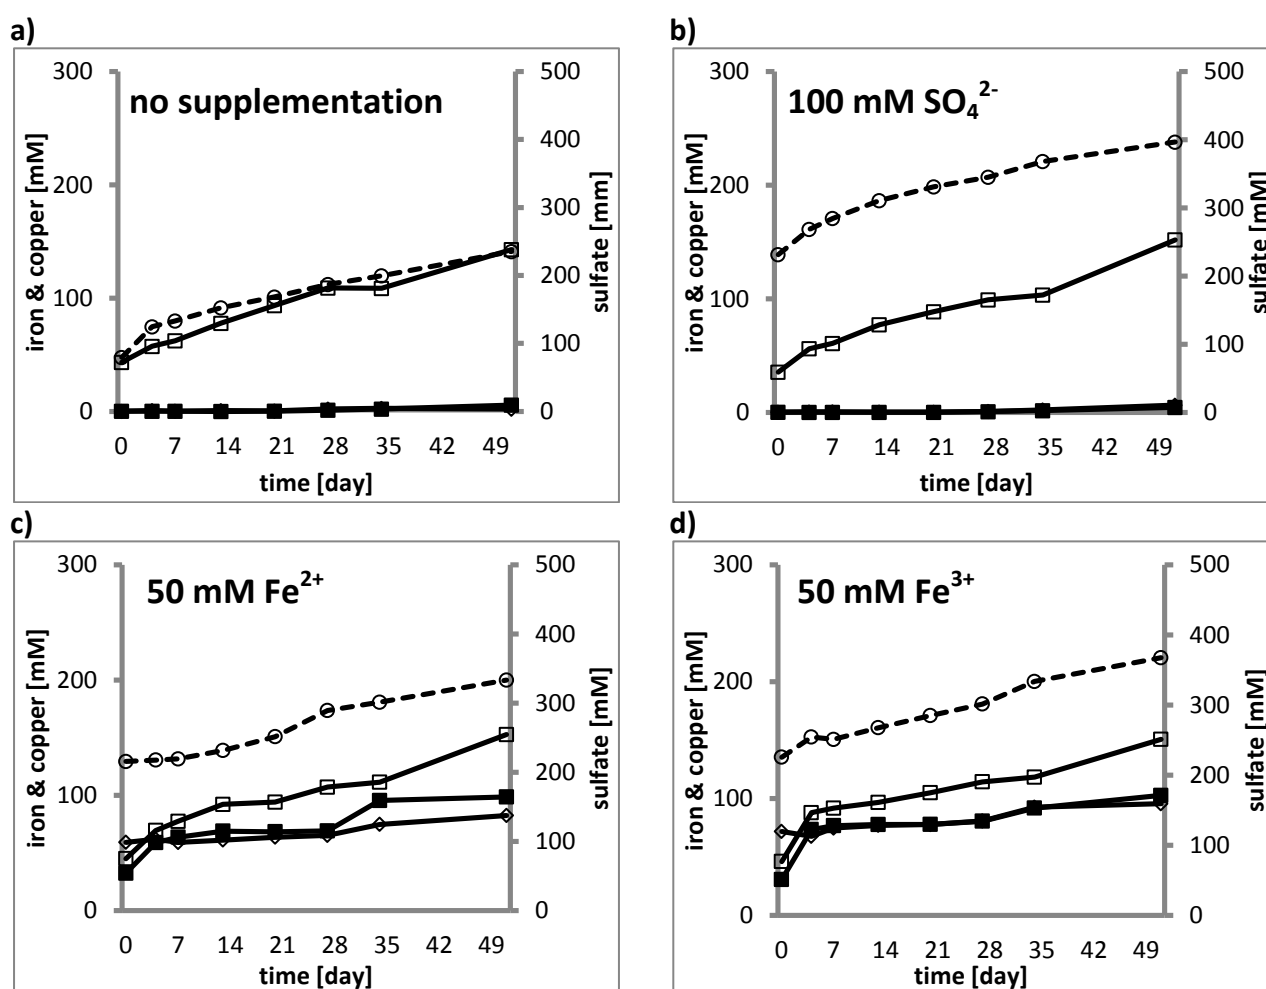 a)
no supplementation
300
200
100
0
iron & copper [mM]
500
400
300
200
100
0
sulfate [mm]
0 7 14 21 28 35 42 49
time [day]
b)
100 mM SO₄²⁻
300
200
100
0
iron & copper [mM]
500
400
300
200
100
0
sulfate [mM]
0 7 14 21 28 35 42 49
time [day]
c)
50 mM Fe²⁺
300
200
100
0
iron & copper [mM]
500
400
300
200
100
0
sulfate [mM]
0 7 14 21 28 35 42 49
time [day]
d)
50 mM Fe³⁺
300
200
100
0
iron & copper [mM]
500
400
300
200
100
0
sulfate [mM]
0 7 14 21 28 35 42 49
time [day]